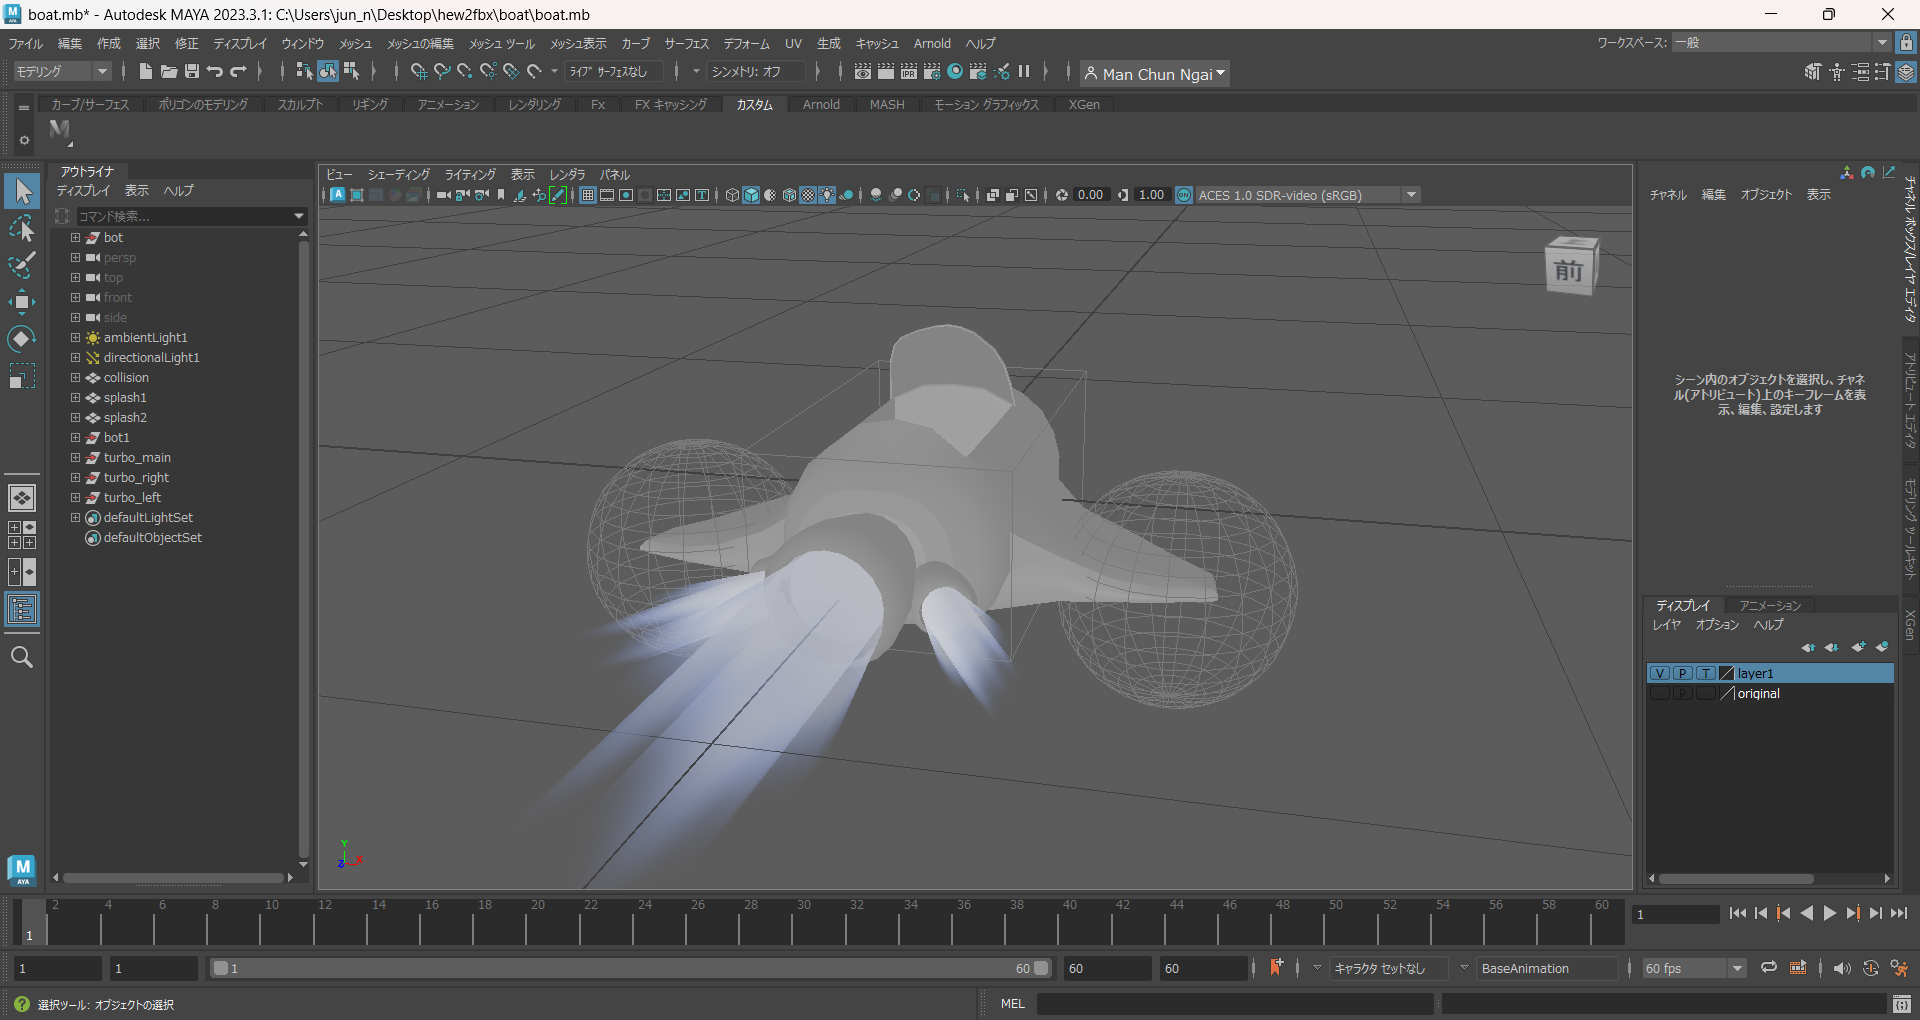 boat.mb* - Autodesk MAYA 2023.3.1: C:\Users\jun_n\Desktop\hew2fbx\boat\boat.mb
ファイル 編集 作成 選択 修正 ディスプレイ ウィンドウ メッシュ メッシュの編集 メッシュ ツール メッシュ表示 カーブ サーフェス デフォーム UV 生成 キャッシュ Arnold ヘルプ ワークスペース: 一般
モデリング ライブ サーフェスなし シンメトリ: オフ IPR Man Chun Ngai
カーブ/サーフェス ポリゴンのモデリング スカルプト リギング アニメーション レンダリング Fx FX キャッシング カスタム Arnold MASH モーション グラフィックス XGen
アウトライナ
ディスプレイ 表示 ヘルプ
コマンド検索...
bot
persp
top
front
side
ambientLight1
directionalLight1
collision
splash1
splash2
bot1
turbo_main
turbo_right
turbo_left
defaultLightSet
defaultObjectSet
M
AYA
ビュー シェーディング ライティング 表示 レンダラ パネル
0.00 1.00 ON ACES 1.0 SDR-video (sRGB)
前
Y
Z X
チャネル 編集 オブジェクト 表示
シーン内のオブジェクトを選択し、チャネ
ル(アトリビュート)上のキーフレームを表
示、編集、設定します
チャネル ボックス/レイヤ エディタ
アトリビュート エディタ
モデリング ツールキット
XGen
ディスプレイ アニメーション
レイヤ オプション ヘルプ
V P T layer1
P original
2 4 6 8 10 12 14 16 18 20 22 24 26 28 30 32 34 36 38 40 42 44 46 48 50 52 54 56 58 60
1
1
1 1 1 60 60 60 キャラクタ セットなし BaseAnimation 60 fps
選択ツール: オブジェクトの選択 MEL